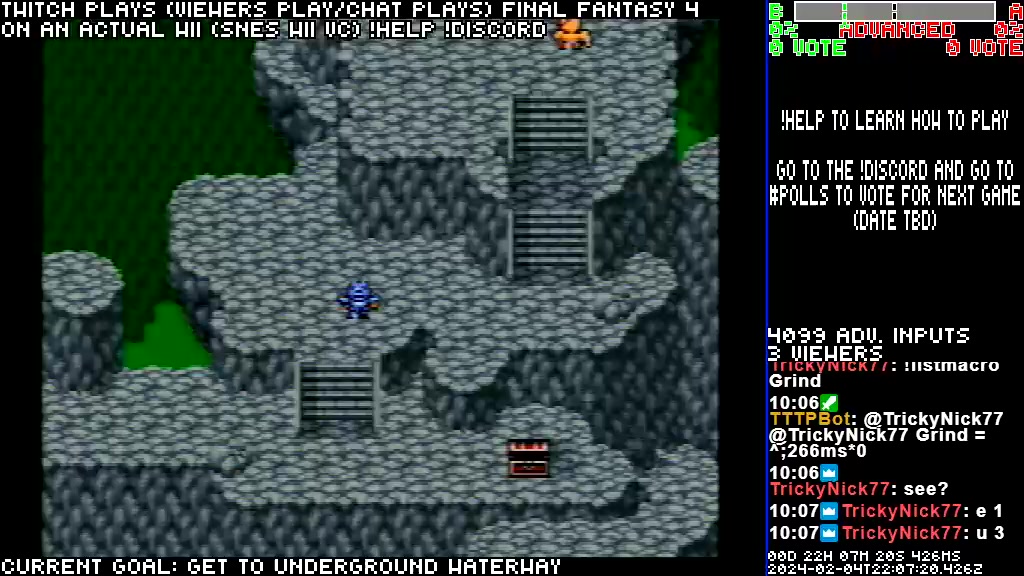 TWITCH PLAYS (VIEWERS PLAY/CHAT PLAYS) FINAL FANTASY 4
ON AN ACTUAL WII (SNES WII VC) !HELP !DISCORD
B
A
0%
ADVANCED
0%
0 VOTE
0 VOTE
!HELP TO LEARN HOW TO PLAY
GO TO THE !DISCORD AND GO TO
#POLLS TO VOTE FOR NEXT GAME
(DATE TBD)
4099 ADV. INPUTS
3 VIEWERS
TrickyNick77: !listmacro
Grind
10:06
TTTPBot: @TrickyNick77
@TrickyNick77 Grind =
^;266ms*0
10:06
TrickyNick77: see?
10:07 TrickyNick77: e 1
10:07 TrickyNick77: u 3
00D 22H 07M 20S 426MS
2024-02-04T22:07:20.426Z
CURRENT GOAL: GET TO UNDERGROUND WATERWAY